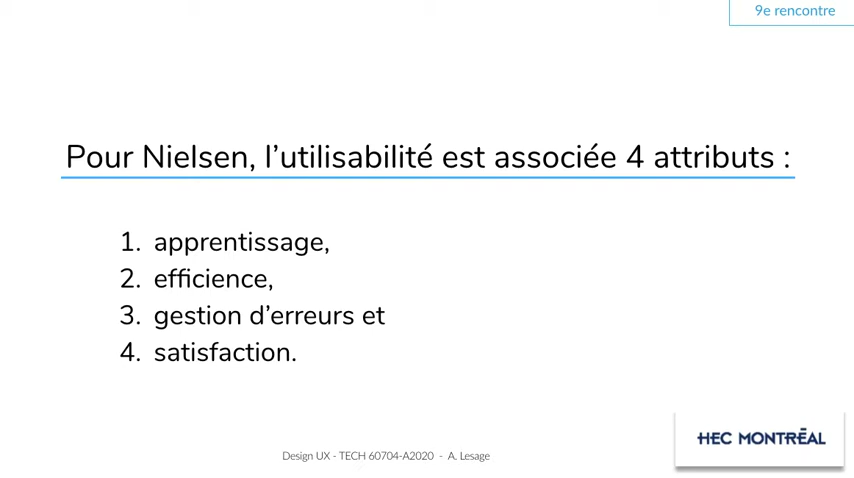 9e rencontre
Pour Nielsen, l'utilisabilité est associée 4 attributs :
1. apprentissage,
2. efficience,
3. gestion d'erreurs et
4. satisfaction.
HEC MONTRĒAL
Design UX - TECH 60704-A2020 - A. Lesage